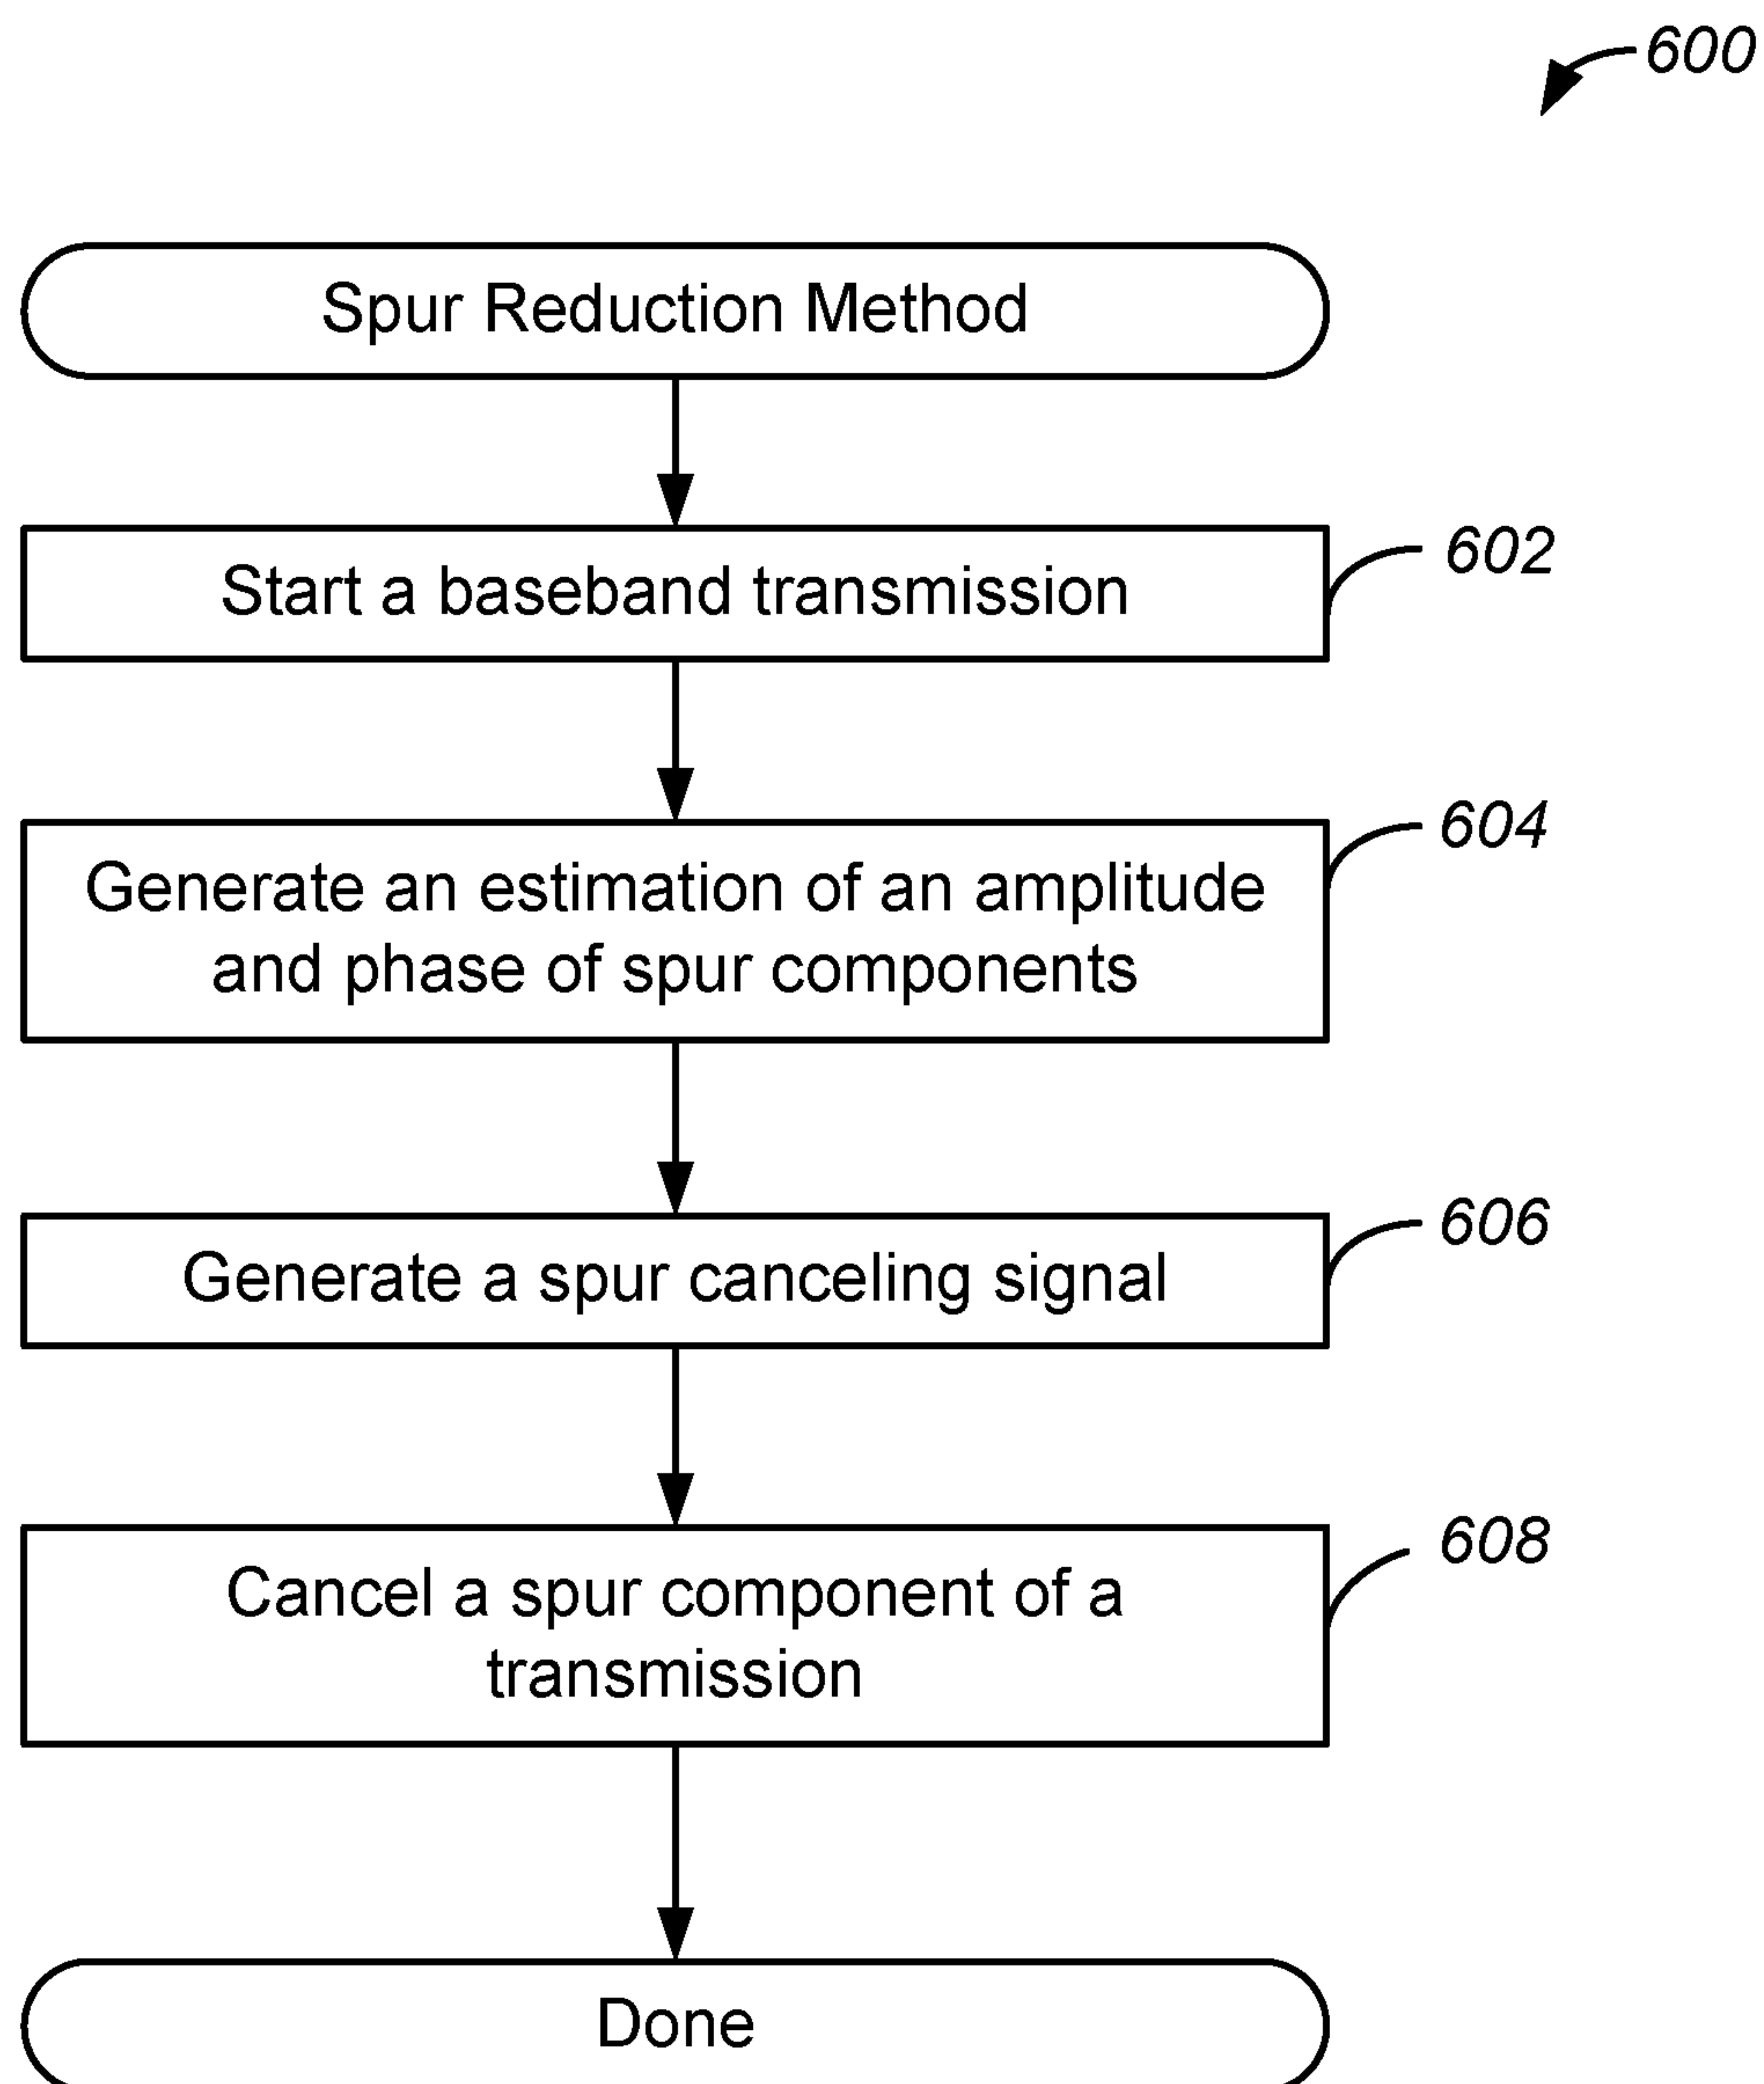 600
Spur Reduction Method
Start a baseband transmission
602
Generate an estimation of an amplitude
and phase of spur components
604
Generate a spur canceling signal
606
Cancel a spur component of a
transmission
608
Done